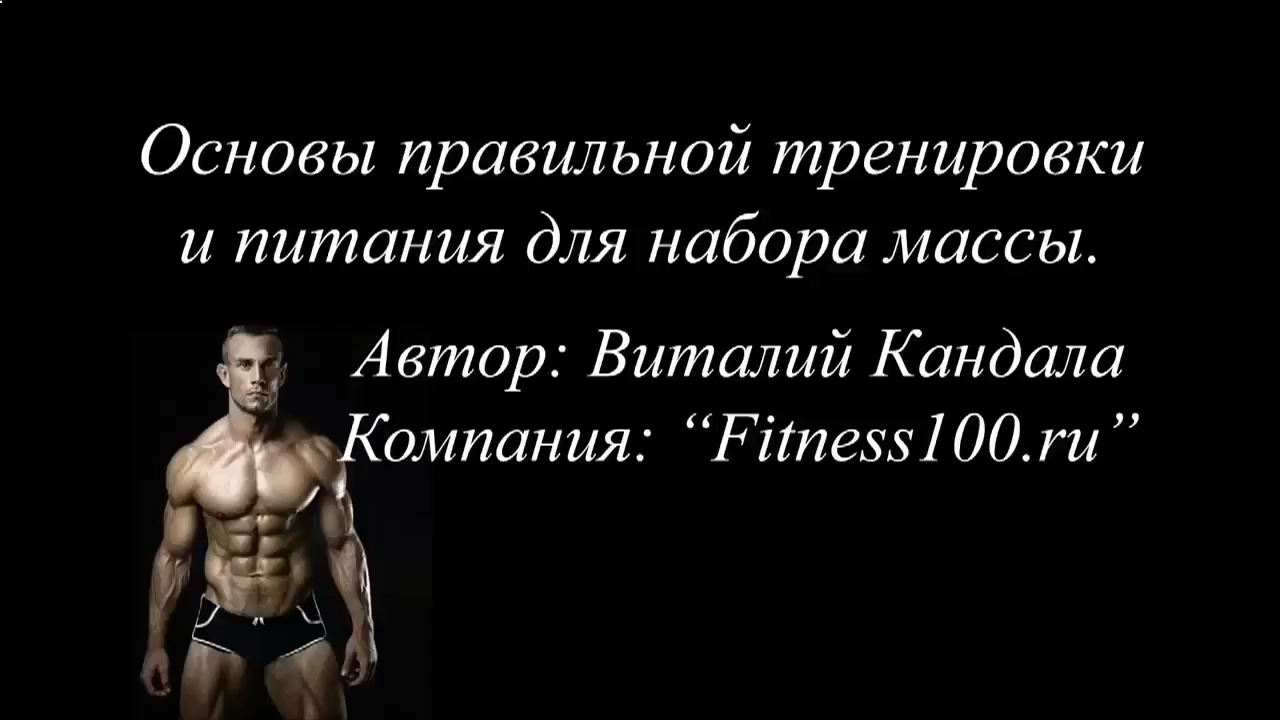 Основы правильной тренировки
и питания для набора массы.
Автор: Виталий Кандала
Компания: “Fitness100.ru”